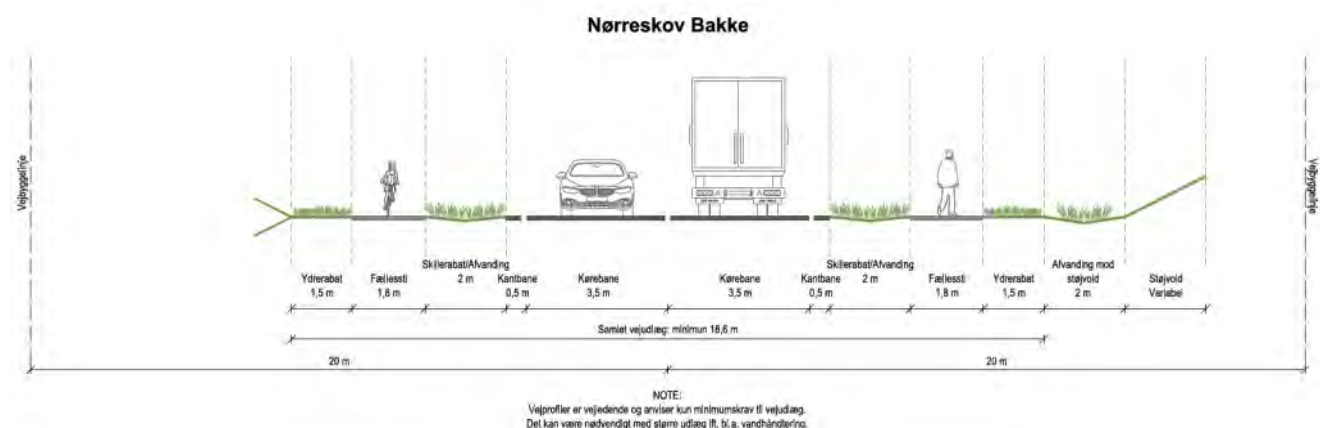 Nørreskov Bakke
Vejbyggelinje
Vejbyggelinje
Ydrerabat
1,5 m
Fællessti
1,8 m
Skillerabat/Afvanding
2 m
Kantbane
0,5 m
Kørebane
3,5 m
Kørebane
3,5 m
Kantbane
0,5 m
Skillerabat/Afvanding
2 m
Fællessti
1,8 m
Ydrerabat
1,5 m
Afvanding mod
støjvold
2 m
Støjvold
Variabel
Samlet vejudlæg: minimun 18,6 m
20 m
20 m
NOTE:
Vejprofiler er vejledende og anviser kun minimumskrav til vejudlæg.
Det kan være nødvendigt med større udlæg ift. bl.a. vandhåndtering.